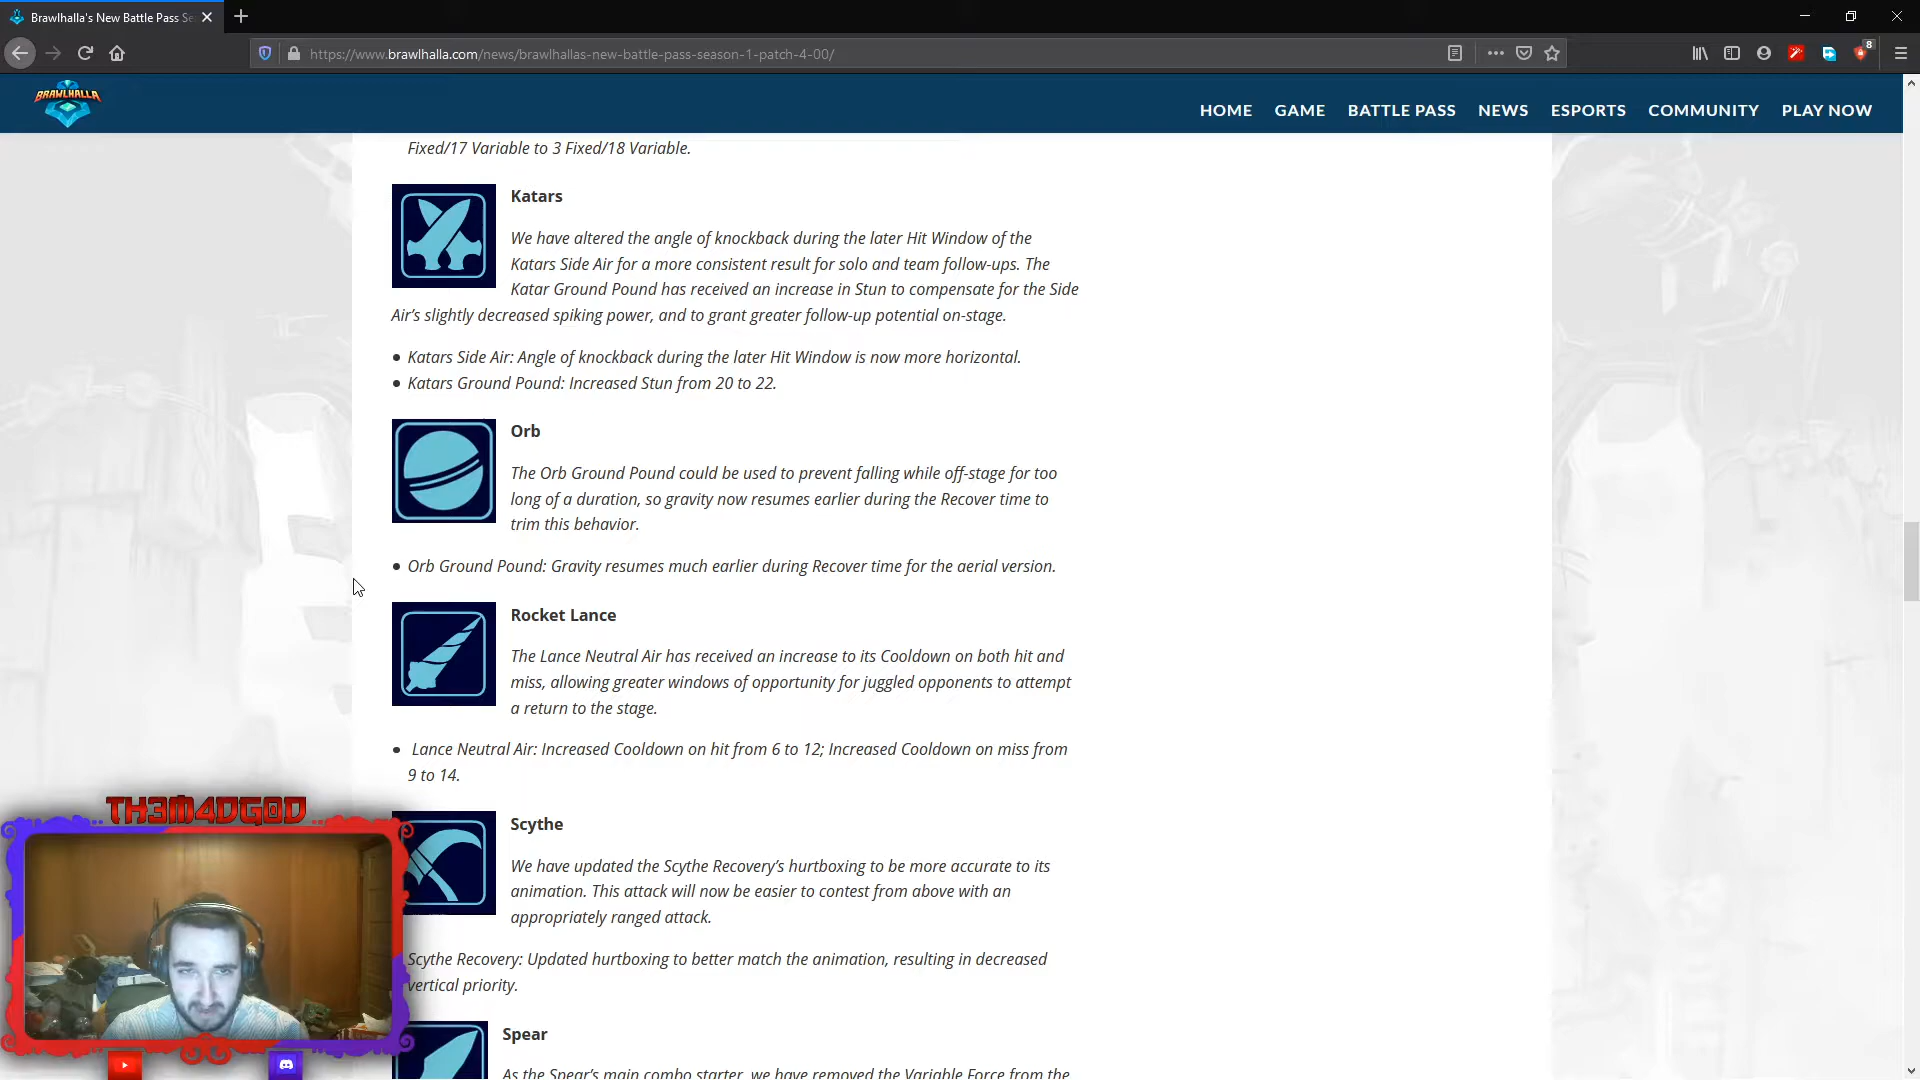 Brawlhalla's New Battle Pass Se
https://www.brawlhalla.com/news/brawlhallas-new-battle-pass-season-1-patch-4-00/
8
BRAWLHALLA
HOME GAME BATTLE PASS NEWS ESPORTS COMMUNITY PLAY NOW
Fixed/17 Variable to 3 Fixed/18 Variable.
Katars
We have altered the angle of knockback during the later Hit Window of the
Katars Side Air for a more consistent result for solo and team follow-ups. The
Katar Ground Pound has received an increase in Stun to compensate for the Side
Air’s slightly decreased spiking power, and to grant greater follow-up potential on-stage.
• Katars Side Air: Angle of knockback during the later Hit Window is now more horizontal.
• Katars Ground Pound: Increased Stun from 20 to 22.
Orb
The Orb Ground Pound could be used to prevent falling while off-stage for too
long of a duration, so gravity now resumes earlier during the Recover time to
trim this behavior.
• Orb Ground Pound: Gravity resumes much earlier during Recover time for the aerial version.
Rocket Lance
The Lance Neutral Air has received an increase to its Cooldown on both hit and
miss, allowing greater windows of opportunity for juggled opponents to attempt
a return to the stage.
• Lance Neutral Air: Increased Cooldown on hit from 6 to 12; Increased Cooldown on miss from
9 to 14.
TH3M4DG0D
Scythe
We have updated the Scythe Recovery’s hurtboxing to be more accurate to its
animation. This attack will now be easier to contest from above with an
appropriately ranged attack.
Scythe Recovery: Updated hurtboxing to better match the animation, resulting in decreased
vertical priority.
Spear
As the Spear’s main combo starter, we have removed the Variable Force from the